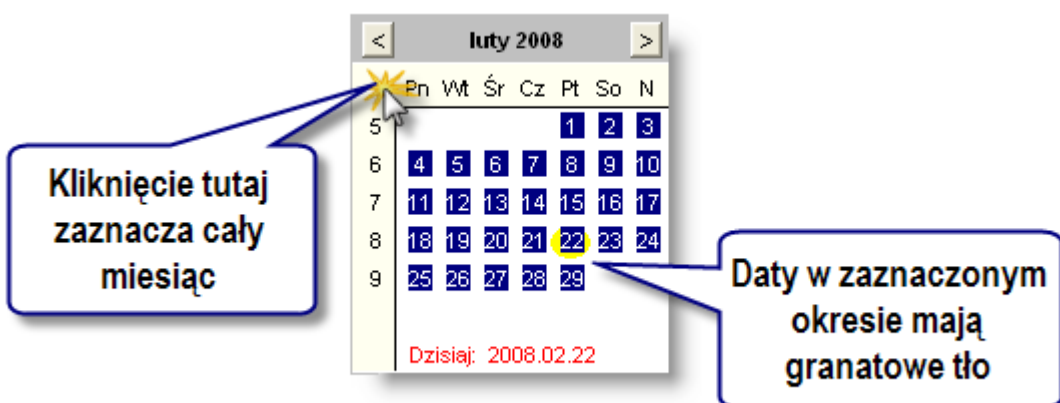 < luty 2008 >
Pn Wt Śr Cz Pt So N
5 1 2 3
6 4 5 6 7 8 9 10
7 11 12 13 14 15 16 17
8 18 19 20 21 22 23 24
9 25 26 27 28 29
Dzisiaj: 2008.02.22
Kliknięcie tutaj
zaznacza cały
miesiąc
Daty w zaznaczonym
okresie mają
granatowe tło